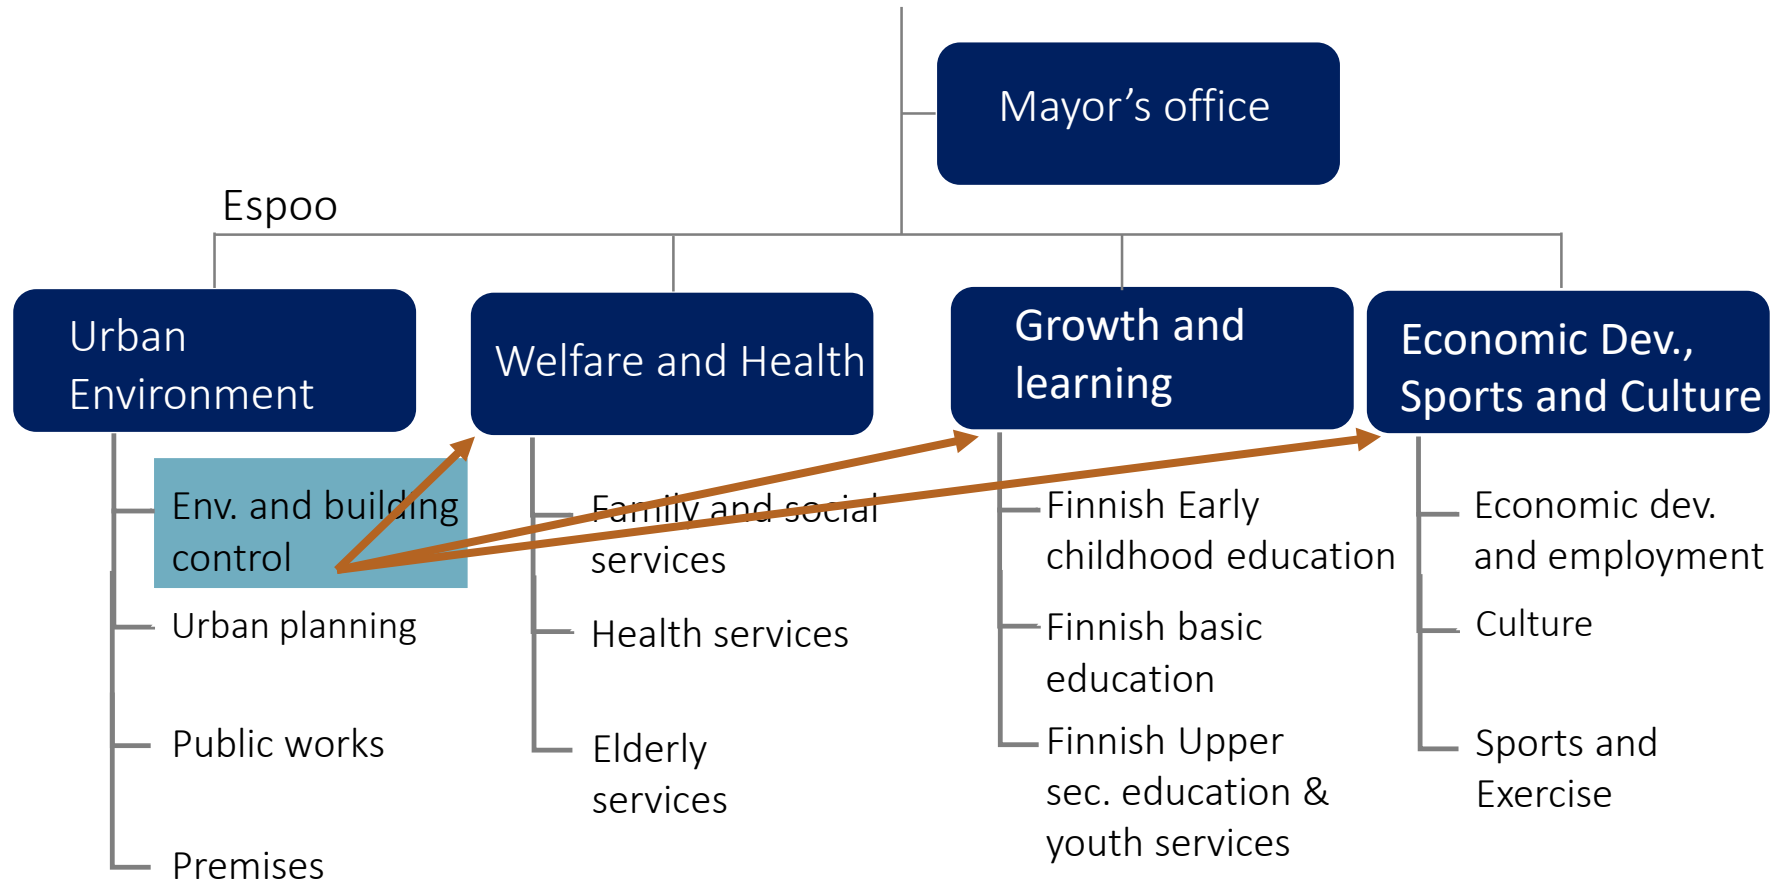 Mayor’s office
Espoo
Urban
Environment
Welfare and Health
Growth and
learning
Economic Dev.,
Sports and Culture
Env. and building
control
Urban planning
Public works
Premises
Family and social
services
Health services
Elderly
services
Finnish Early
childhood education
Finnish basic
education
Finnish Upper
sec. education &
youth services
Economic dev.
and employment
Culture
Sports and
Exercise